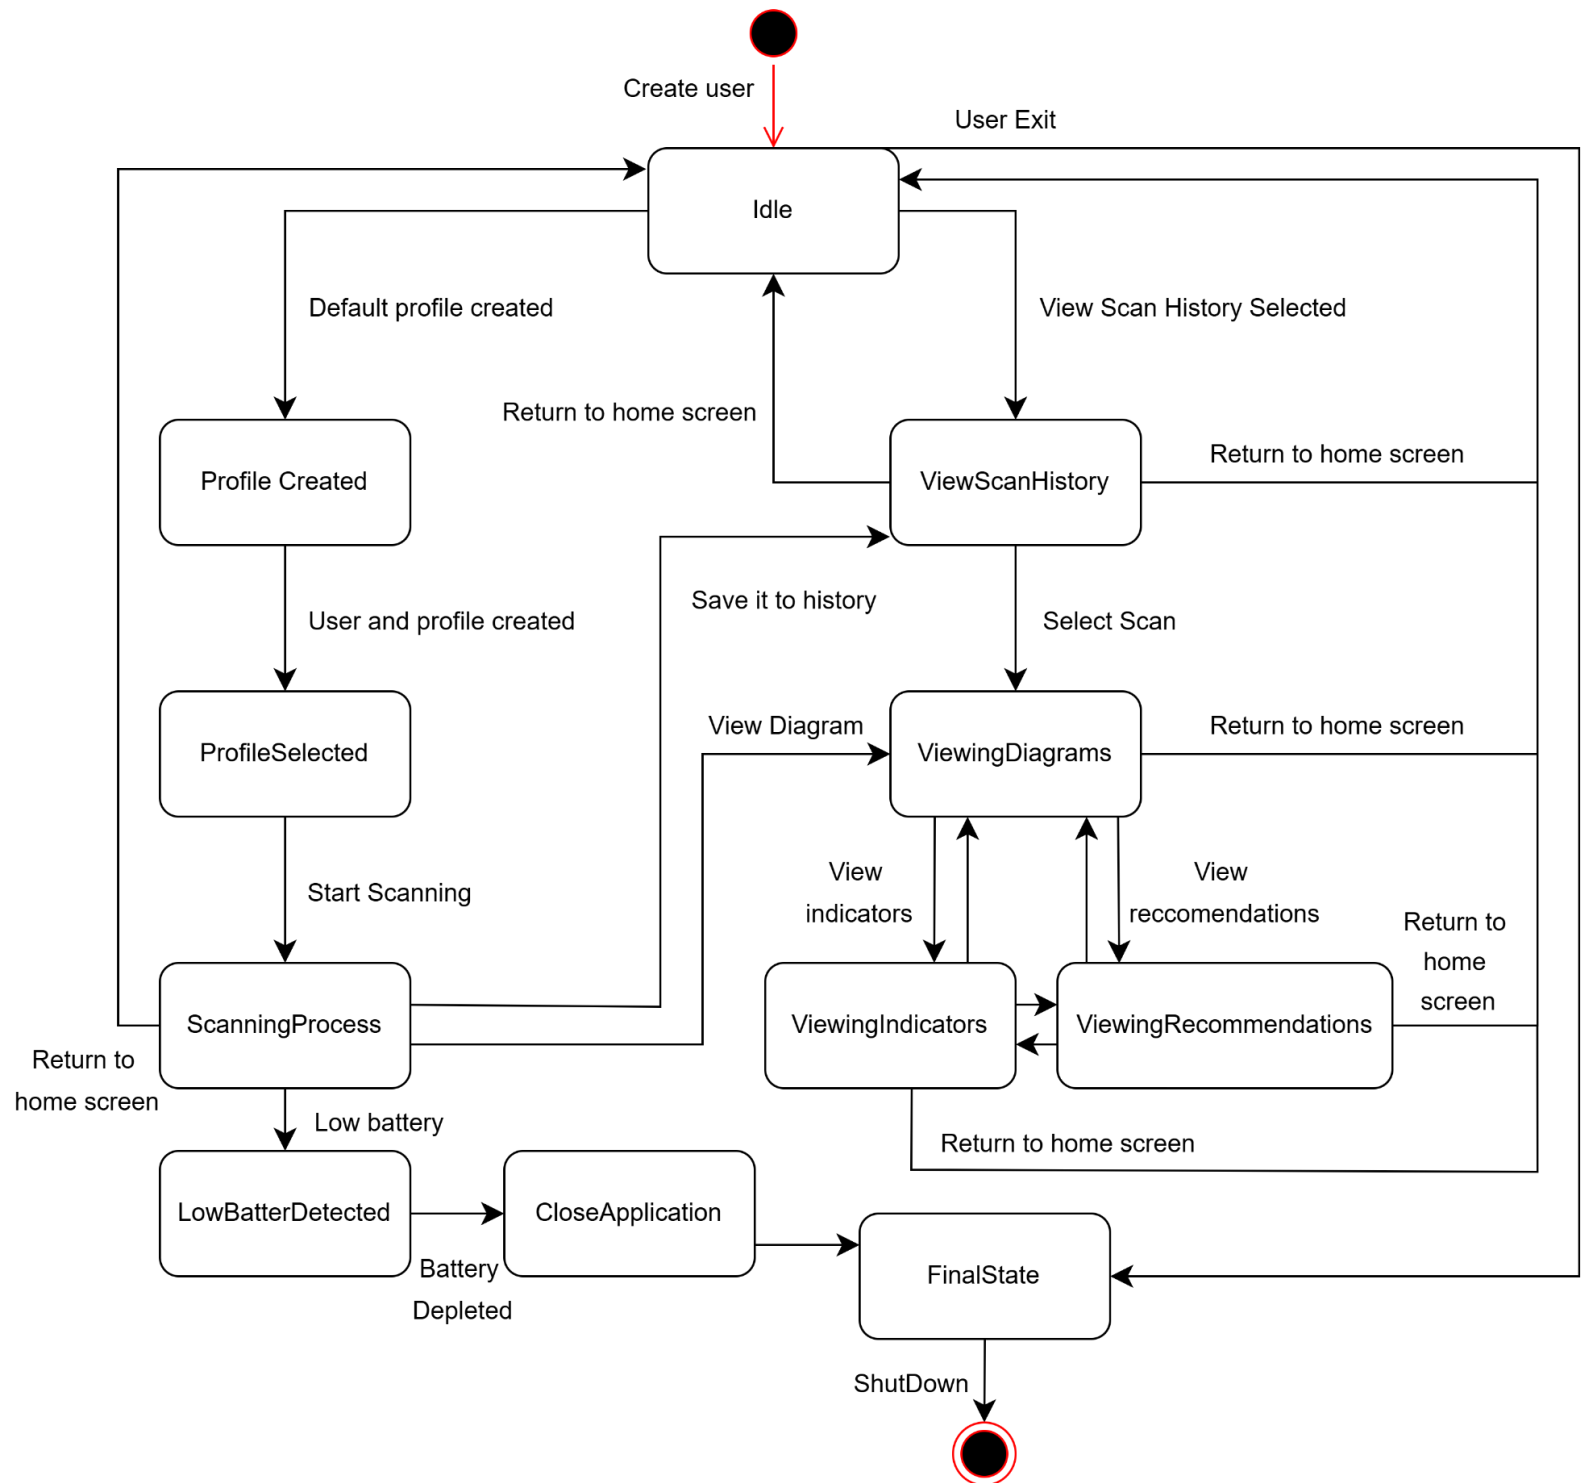 Create user
User Exit
Idle
Default profile created
View Scan History Selected
Return to home screen
Profile Created
ViewScanHistory
Return to home screen
User and profile created
Save it to history
Select Scan
ProfileSelected
View Diagram
ViewingDiagrams
Return to home screen
Start Scanning
View
indicators
View
reccomendations
Return to
home
screen
ScanningProcess
ViewingIndicators
ViewingRecommendations
Return to
home screen
Low battery
Return to home screen
LowBatterDetected
CloseApplication
Battery
Depleted
FinalState
ShutDown